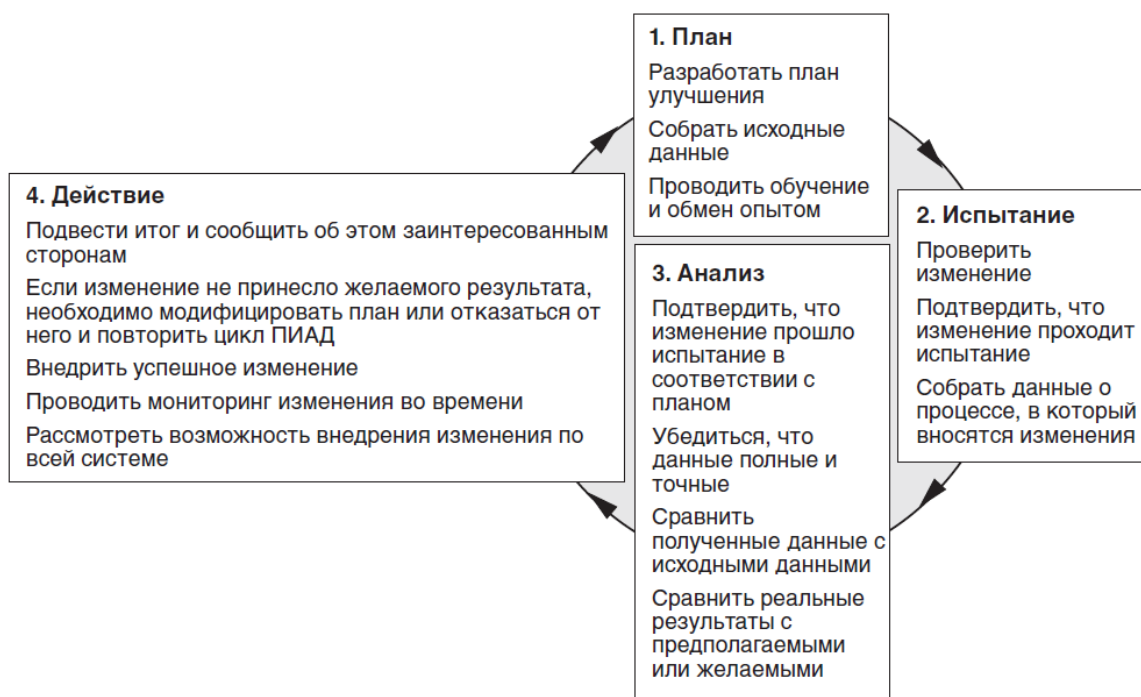 1. План
Разработать план
улучшения
Собрать исходные
данные
Проводить обучение
и обмен опытом
2. Испытание
Проверить
изменение
Подтвердить, что
изменение проходит
испытание
Собрать данные о
процессе, в который
вносятся изменения
3. Анализ
Подтвердить, что
изменение прошло
испытание в
соответствии с
планом
Убедиться, что
данные полные и
точные
Сравнить
полученные данные с
исходными данными
Сравнить реальные
результаты с
предполагаемыми
или желаемыми
4. Действие
Подвести итог и сообщить об этом заинтересованным
сторонам
Если изменение не принесло желаемого результата,
необходимо модифицировать план или отказаться от
него и повторить цикл ПИАД
Внедрить успешное изменение
Проводить мониторинг изменения во времени
Рассмотреть возможность внедрения изменения по
всей системе